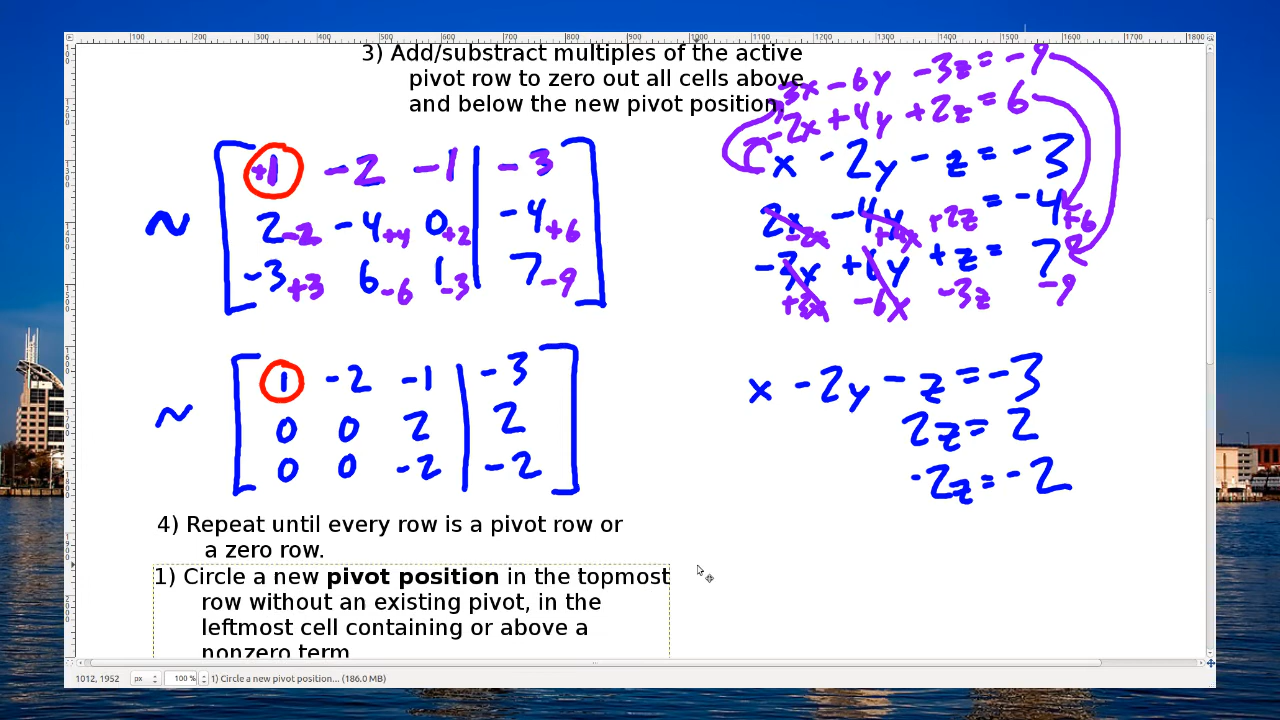 3) Add/substract multiples of the active
pivot row to zero out all cells above
and below the new pivot position.
3x - 6y - 3z = -9
-2x + 4y + 2z = 6
~ [ +1 -2 -1 | -3 ]
[ 2 -2 -4 +4 0 +2 | -4 +6 ]
[ -3 +3 6 -6 1 -3 | 7 -9 ]
x - 2y - z = -3
2x -4y +2z = -4 +6
-2x +4x
-3x +6y +z = 7
+3x -6x -3z -9
~ [ 1 -2 -1 | -3 ]
[ 0 0 2 | 2 ]
[ 0 0 -2 | -2 ]
x - 2y - z = -3
2z = 2
-2z = -2
4) Repeat until every row is a pivot row or
a zero row.
1) Circle a new pivot position in the topmost
row without an existing pivot, in the
leftmost cell containing or above a
nonzero term
1012, 1952 px 100 % 1) Circle a new pivot position... (186.0 MB)